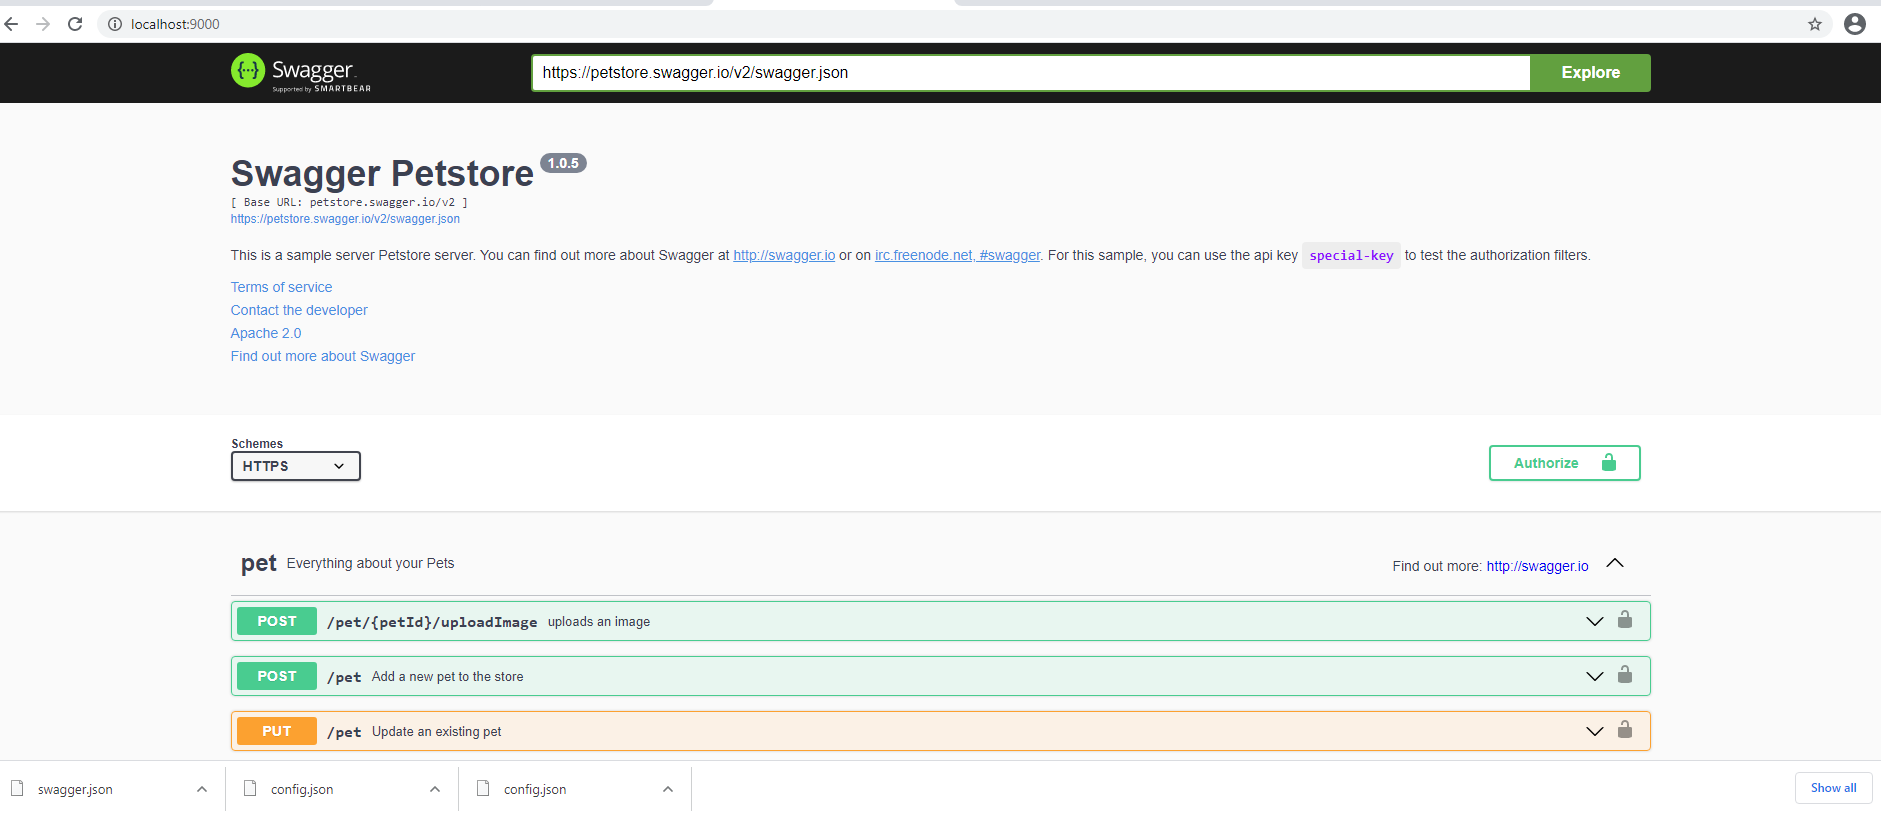 localhost:9000
Swagger
Supported by SMARTBEAR
https://petstore.swagger.io/v2/swagger.json
Explore
Swagger Petstore 1.0.5
[ Base URL: petstore.swagger.io/v2 ]
https://petstore.swagger.io/v2/swagger.json
This is a sample server Petstore server. You can find out more about Swagger at http://swagger.io or on irc.freenode.net, #swagger. For this sample, you can use the api key special-key to test the authorization filters.
Terms of service
Contact the developer
Apache 2.0
Find out more about Swagger
Schemes
HTTPS
Authorize
pet Everything about your Pets
Find out more: http://swagger.io
POST /pet/{petId}/uploadImage uploads an image
POST /pet Add a new pet to the store
PUT /pet Update an existing pet
swagger.json
config.json
config.json
Show all